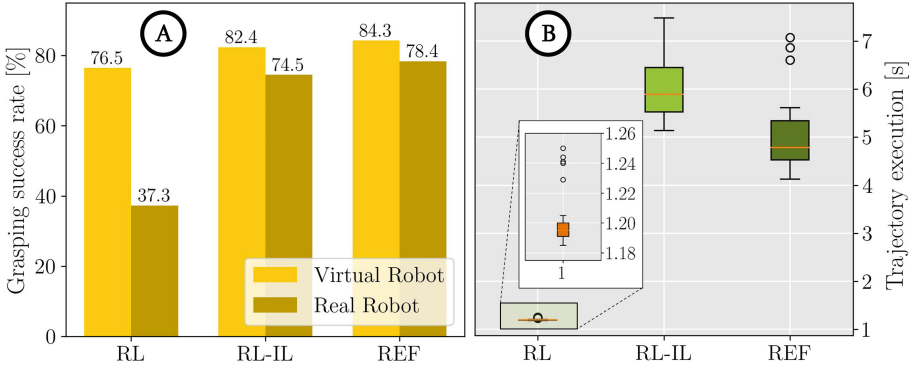 A
Grasping success rate [%]
80
60
40
20
0
76.5
37.3
82.4
74.5
84.3
78.4
Virtual Robot
Real Robot
RL
RL-IL
REF
B
1.26
1.24
1.22
1.20
1.18
1
7
6
5
4
3
2
1
Trajectory execution [s]
RL
RL-IL
REF